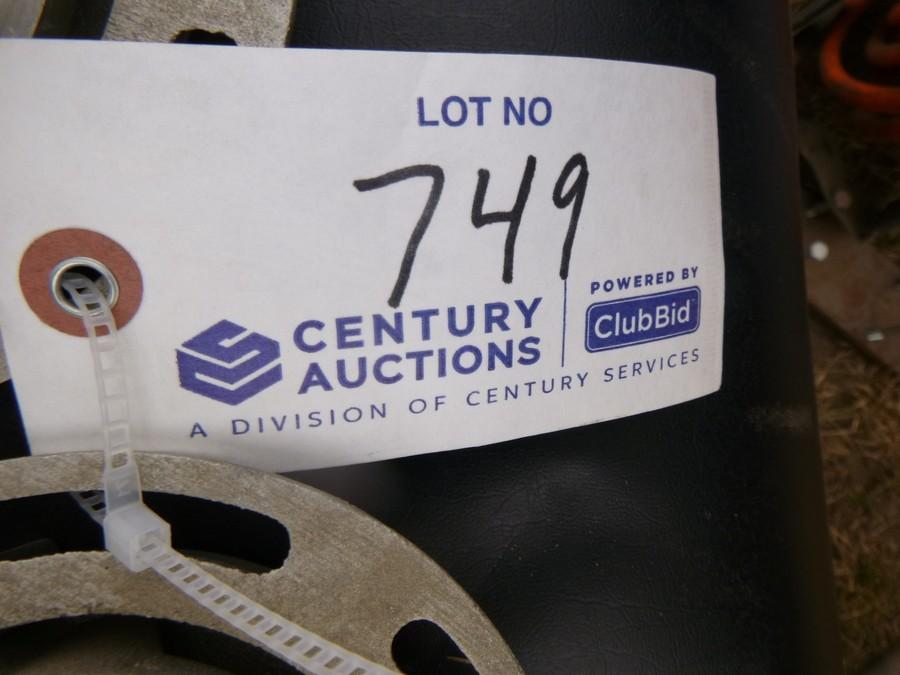 LOT NO
749
CENTURY
AUCTIONS
POWERED BY
ClubBid
A DIVISION OF CENTURY SERVICES